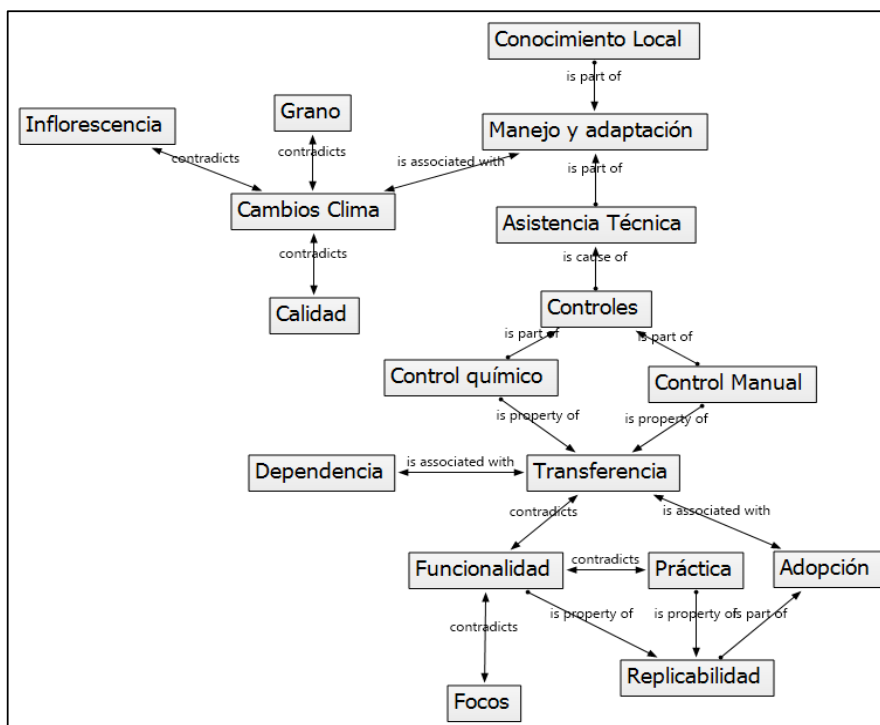 Conocimiento Local
is part of
Grano
Inflorescencia
Manejo y adaptación
contradicts
contradicts
is associated with
is part of
Cambios Clima
Asistencia Técnica
contradicts
is cause of
Calidad
Controles
is part of
is part of
Control químico
Control Manual
is property of
is property of
Dependencia
is associated with
Transferencia
contradicts
is associated with
Funcionalidad
contradicts
Práctica
Adopción
contradicts
is property of
is property of
is part of
Replicabilidad
Focos